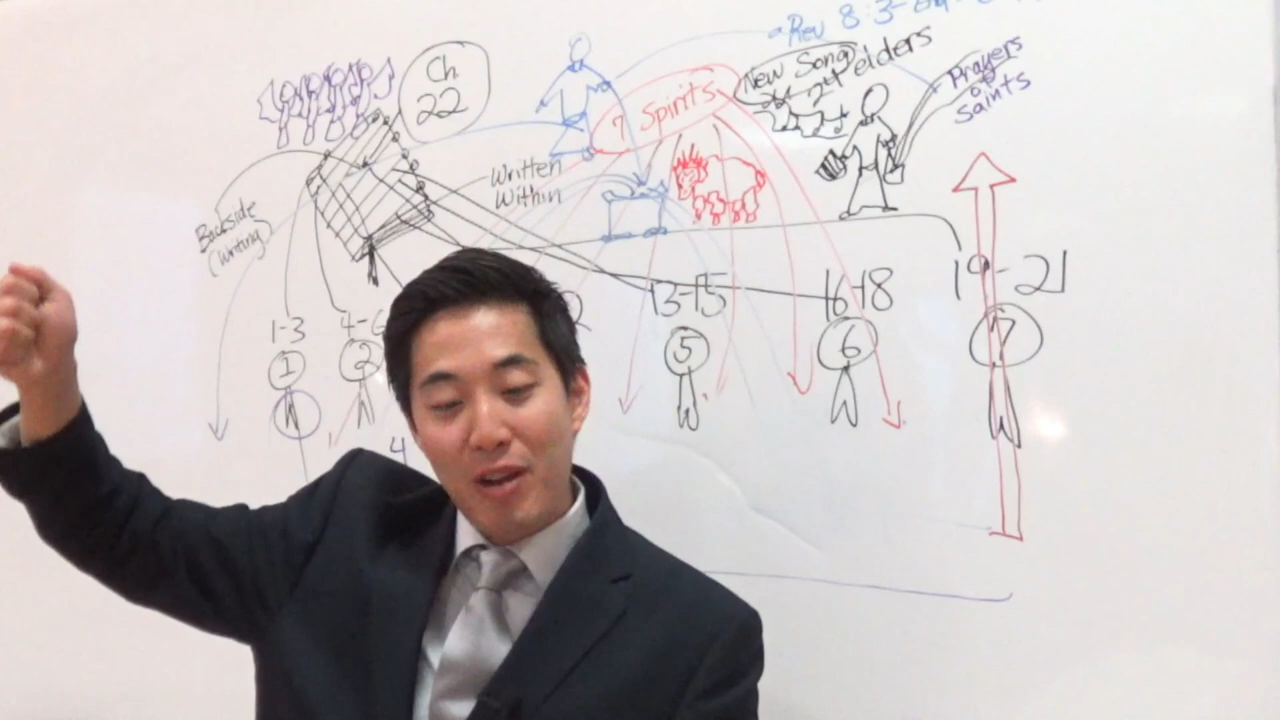 Rev 8:3-
Ch
22
New Song
24 elders
Prayers
of
Saints
7 Spirits
Written
Within
Backside
(Writing)
1-3
4-6
13-15
16-18
19-21
1
2
5
6
7
4